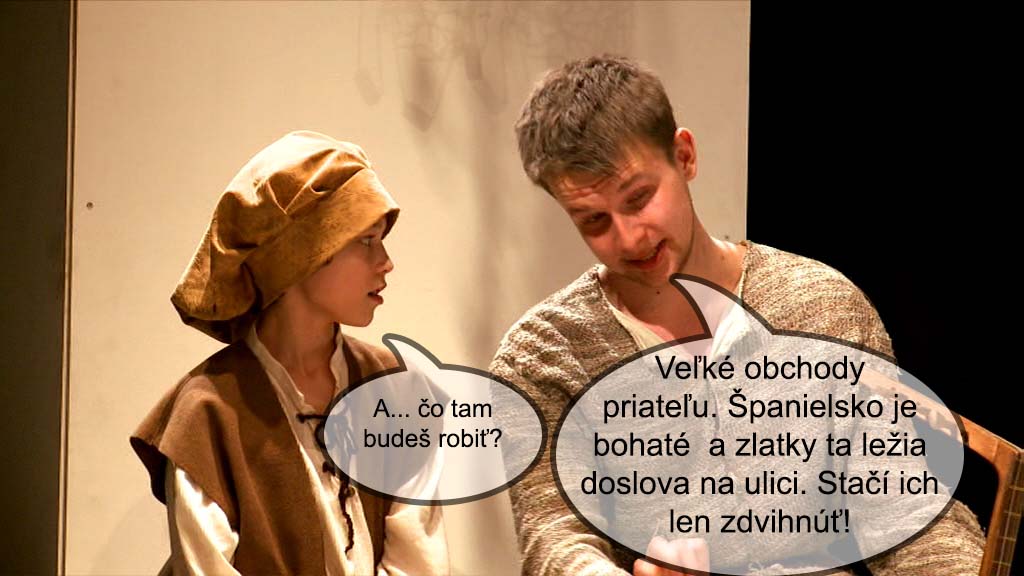 A... čo tam
budeš robiť?
Veľké obchody
priateľu. Španielsko je
bohaté  a zlatky ta ležia
doslova na ulici. Stačí ich
len zdvihnúť!